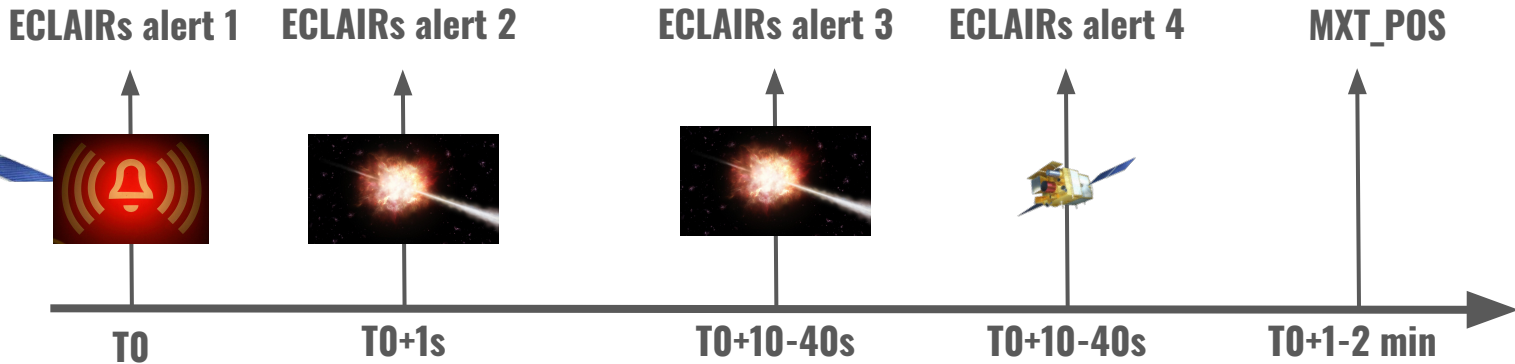 ECLAIRs alert 1
ECLAIRs alert 2
ECLAIRs alert 3
ECLAIRs alert 4
MXT_POS
T0
T0+1s
T0+10-40s
T0+10-40s
T0+1-2 min